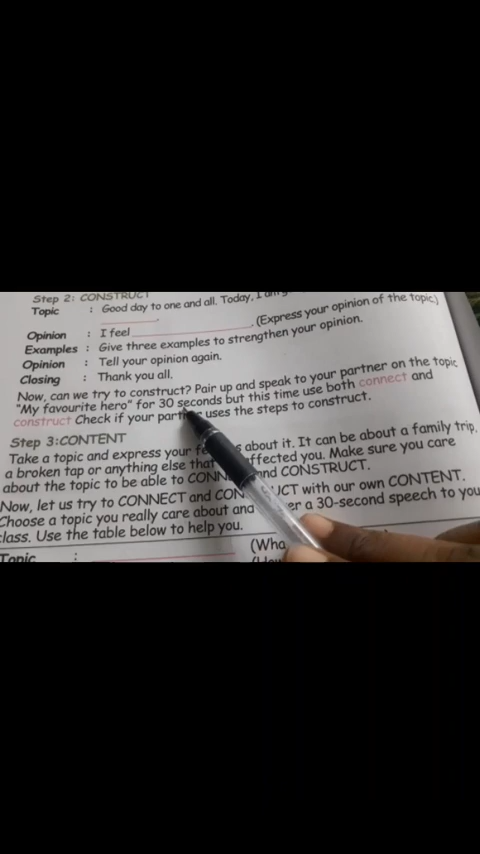 Step 2: CONSTRUCT
Topic : Good day to one and all. Today, I am
Opinion : I feel ____________ . (Express your opinion of the topic.)
Examples : Give three examples to strengthen your opinion.
Opinion : Tell your opinion again.
Closing : Thank you all.
Now, can we try to construct? Pair up and speak to your partner on the topic
"My favourite hero" for 30 seconds but this time use both connect and
construct Check if your uses the steps to construct.
Step 3:CONTENT
Take a topic and express your about it. It can be about a family trip,
a broken tap or anything else that affected you. Make sure you care
about the topic to be able to and CONSTRUCT.
Now, let us try to CONNECT and with our own CONTENT.
Choose a topic you really care about and a 30-second speech to you
class. Use the table below to help you.
Topic :